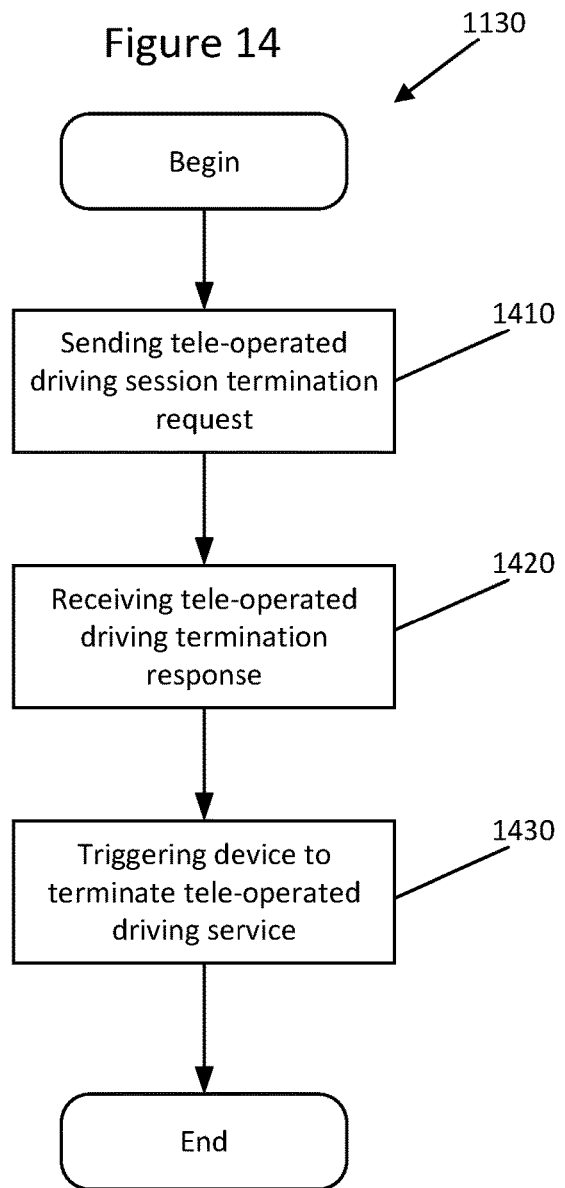 Figure 14
1130
Begin
Sending tele-operated
driving session termination
request
1410
Receiving tele-operated
driving termination
response
1420
Triggering device to
terminate tele-operated
driving service
1430
End